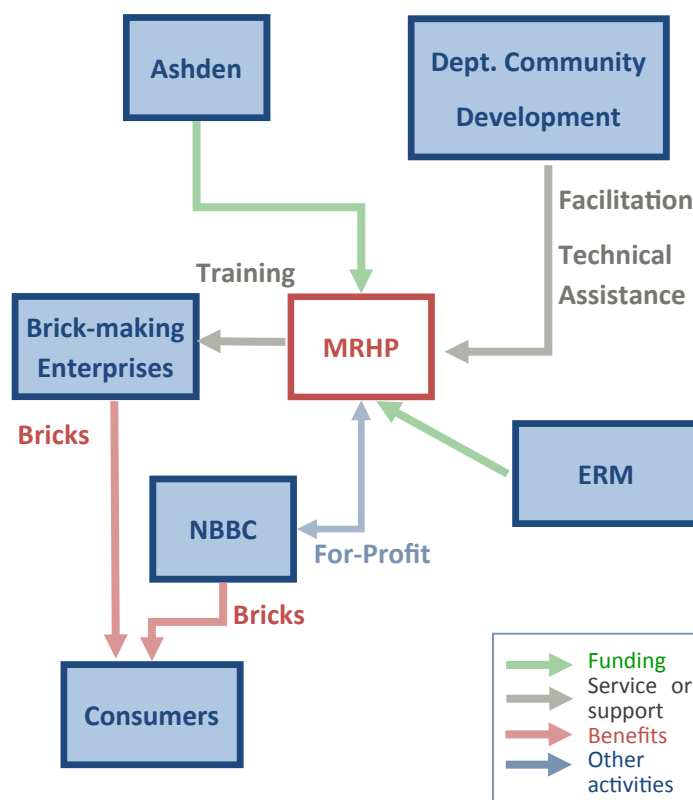 Ashden
Dept. Community
Development
Facilitation
Technical
Assistance
Training
Brick-making
Enterprises
MRHP
Bricks
ERM
NBBC
For-Profit
Bricks
Consumers
Funding
Service or
support
Benefits
Other
activities